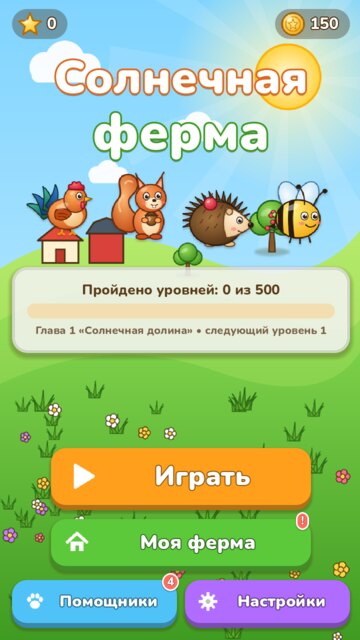 0
150
Солнечная
ферма
Пройдено уровней: 0 из 500
Глава 1 «Солнечная долина» • следующий уровень 1
Играть
!
Моя ферма
4
Помощники
Настройки